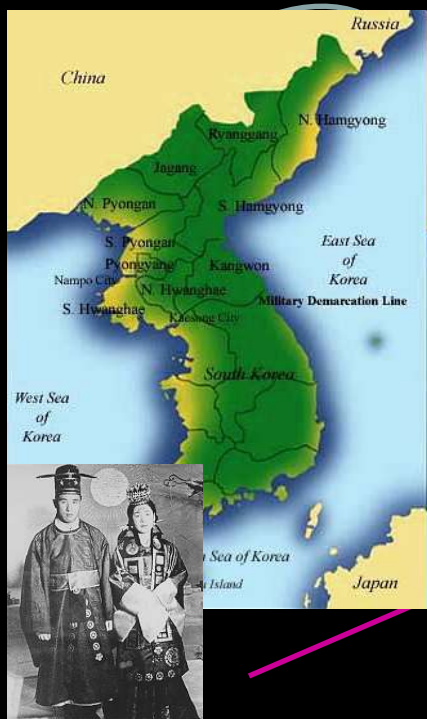 Russia
China
N. Hamgyong
Ryanggang
Jagang
N. Pyongan
S. Hamgyong
S. Pyongan
Pyongyang
East Sea
of
Korea
Kangwon
Nampo City
N. Hwanghae
Military Demarcation Line
S. Hwanghae
Kaesong City
South Korea
West Sea
of
Korea
Sea of Korea
Island
Japan